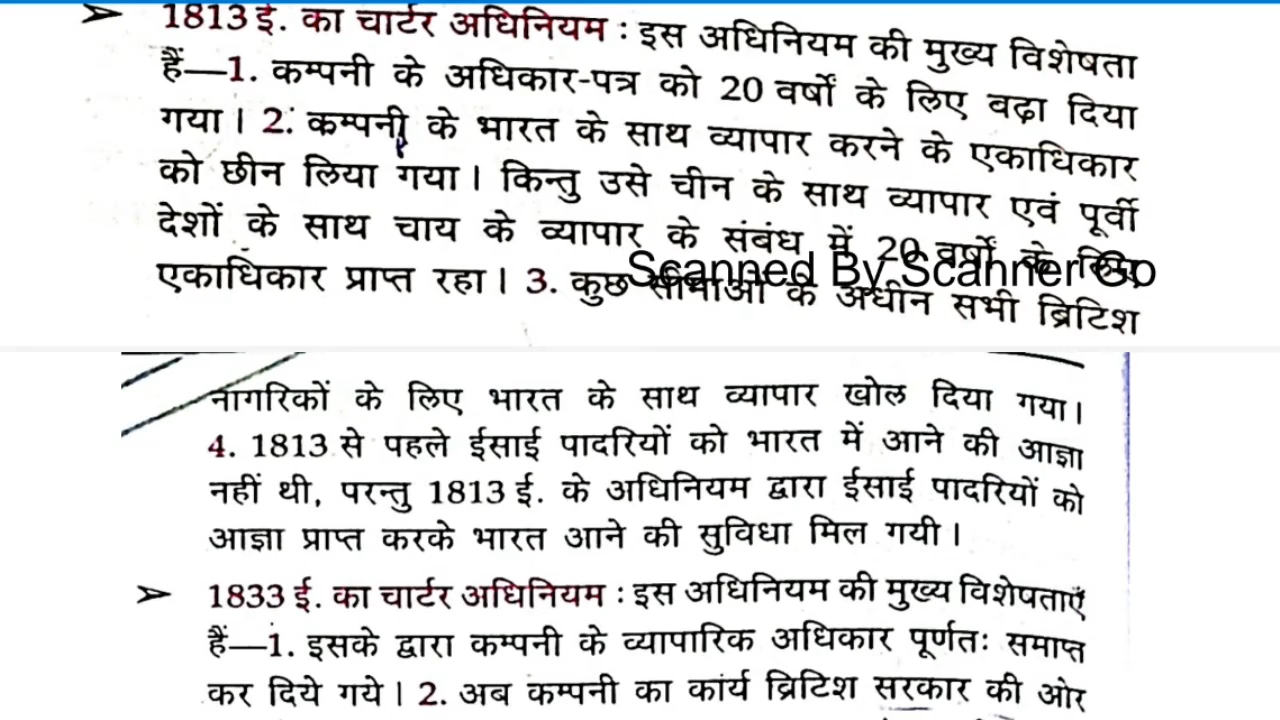 ➢ 1813 ई. का चार्टर अधिनियम : इस अधिनियम की मुख्य विशेषता
हैं—1. कम्पनी के अधिकार-पत्र को 20 वर्षों के लिए बढ़ा दिया
गया। 2. कम्पनी के भारत के साथ व्यापार करने के एकाधिकार
को छीन लिया गया। किन्तु उसे चीन के साथ व्यापार एवं पूर्वी
देशों के साथ चाय के व्यापार के संबंध में 20 वर्षों के लिए
Scanned By Scanner Go
एकाधिकार प्राप्त रहा। 3. कुछ सीमाओं के अधीन सभी ब्रिटिश
नागरिकों के लिए भारत के साथ व्यापार खोल दिया गया।
4. 1813 से पहले ईसाई पादरियों को भारत में आने की आज्ञा
नहीं थी, परन्तु 1813 ई. के अधिनियम द्वारा ईसाई पादरियों को
आज्ञा प्राप्त करके भारत आने की सुविधा मिल गयी।
➢ 1833 ई. का चार्टर अधिनियम : इस अधिनियम की मुख्य विशेषताएँ
हैं—1. इसके द्वारा कम्पनी के व्यापारिक अधिकार पूर्णतः समाप्त
कर दिये गये। 2. अब कम्पनी का कार्य ब्रिटिश सरकार की ओर